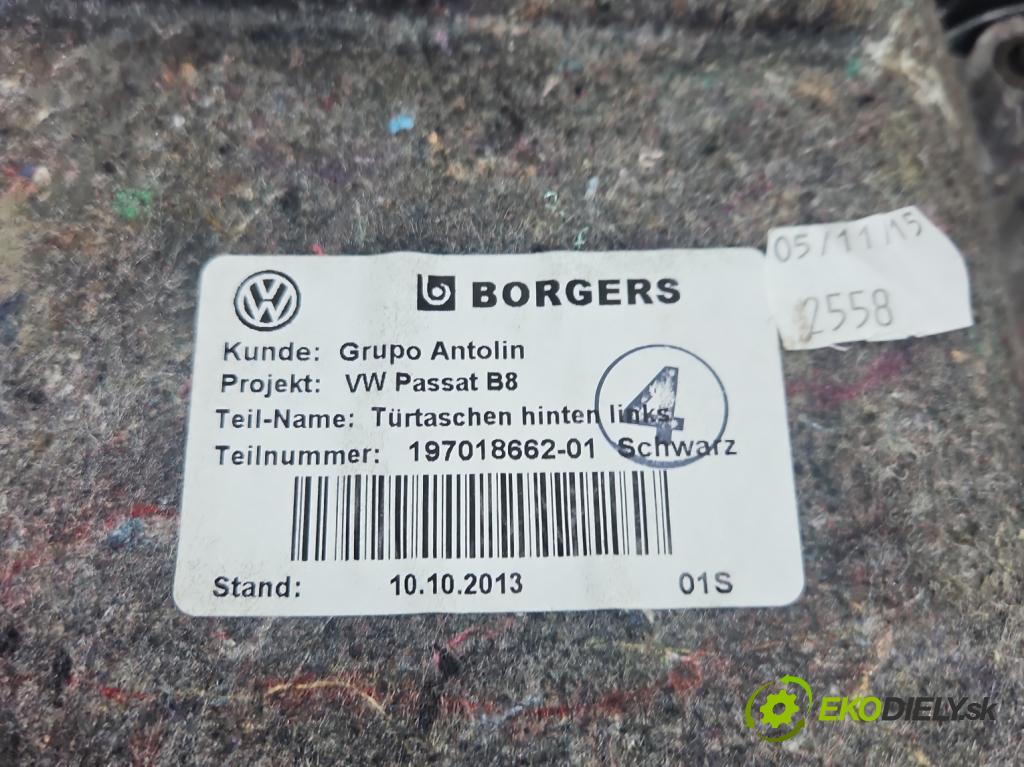 BORGERS
Kunde: Grupo Antolin
Projekt: VW Passat B8
Teil-Name: Türtaschen hinten links
Teilnummer: 197018662-01 Schwarz
4
Stand: 10.10.2013 01S
05/11/15
2558
EKODIELY.sk